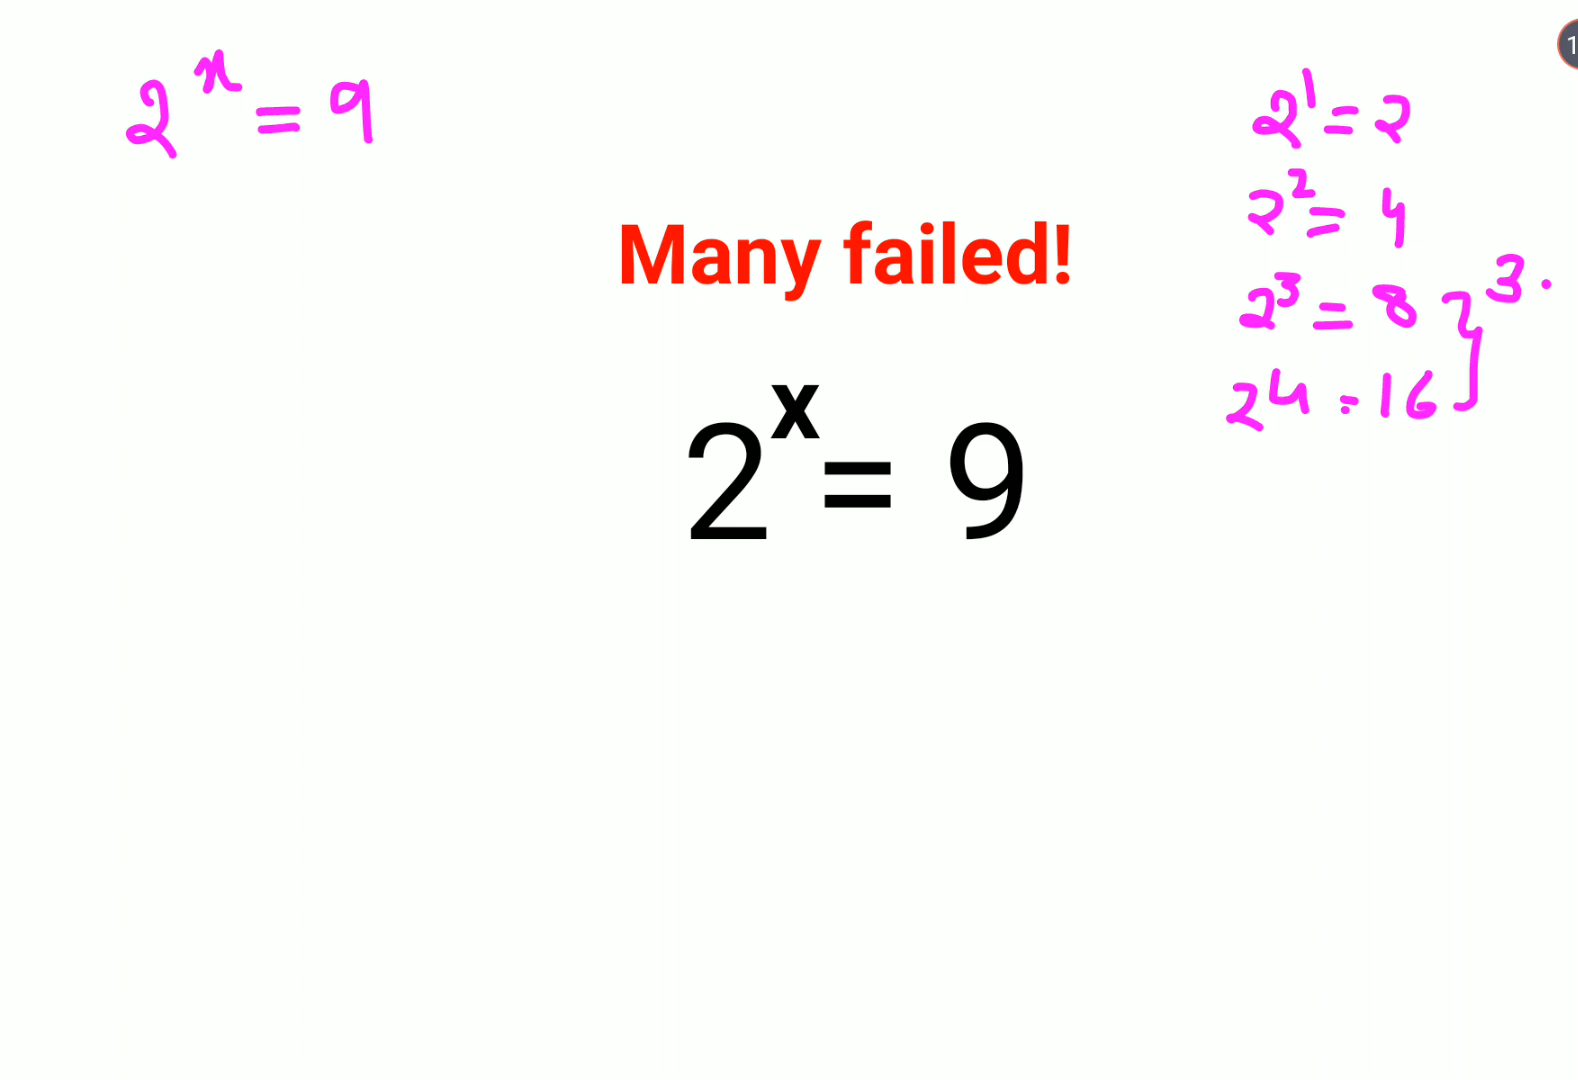 2^x = 9
2^1 = 2
2^2 = 4
2^3 = 8 } 3.
2^4 = 16
Many failed!
2^x = 9
1